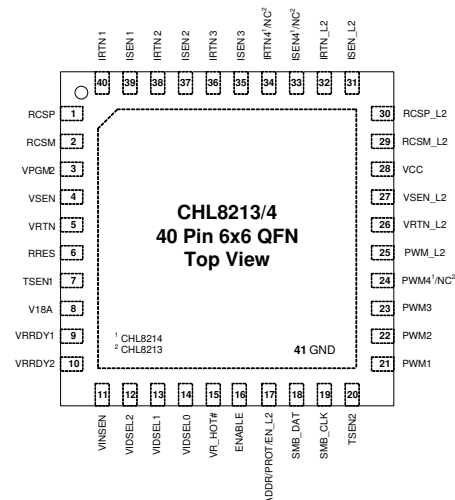 IRTN1
ISEN1
IRTN2
ISEN2
IRTN3
ISEN3
IRTN4¹/NC²
ISEN4¹/NC²
IRTN_L2
ISEN_L2
40
39
38
37
36
35
34
33
32
31
RCSP 1
RCSM 2
VPGM2 3
VSEN 4
VRTN 5
RRES 6
TSEN1 7
V18A 8
VRRDY1 9
VRRDY2 10
CHL8213/4
40 Pin 6x6 QFN
Top View
¹ CHL8214
² CHL8213
41 GND
30 RCSP_L2
29 RCSM_L2
28 VCC
27 VSEN_L2
26 VRTN_L2
25 PWM_L2
24 PWM4¹/NC²
23 PWM3
22 PWM2
21 PWM1
11
12
13
14
15
16
17
18
19
20
VINSEN
VIDSEL2
VIDSEL1
VIDSEL0
VR_HOT#
ENABLE
ADDR/PROT/EN_L2
SMB_DAT
SMB_CLK
TSEN2